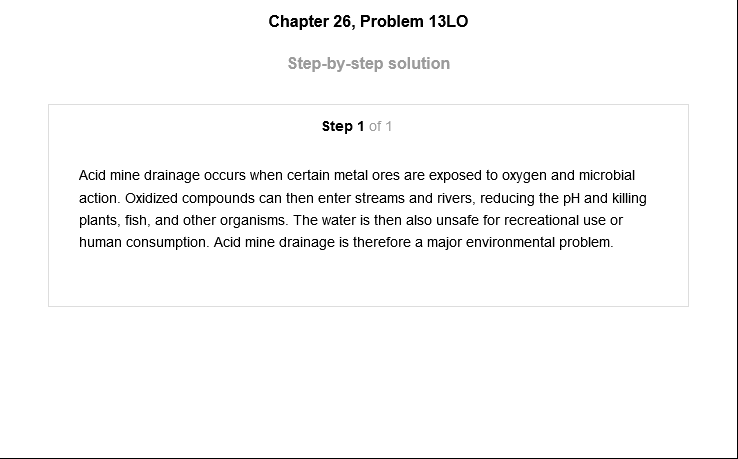 Chapter 26, Problem 13LO
Step-by-step solution
Step 1 of 1
Acid mine drainage occurs when certain metal ores are exposed to oxygen and microbial
action. Oxidized compounds can then enter streams and rivers, reducing the pH and killing
plants, fish, and other organisms. The water is then also unsafe for recreational use or
human consumption. Acid mine drainage is therefore a major environmental problem.